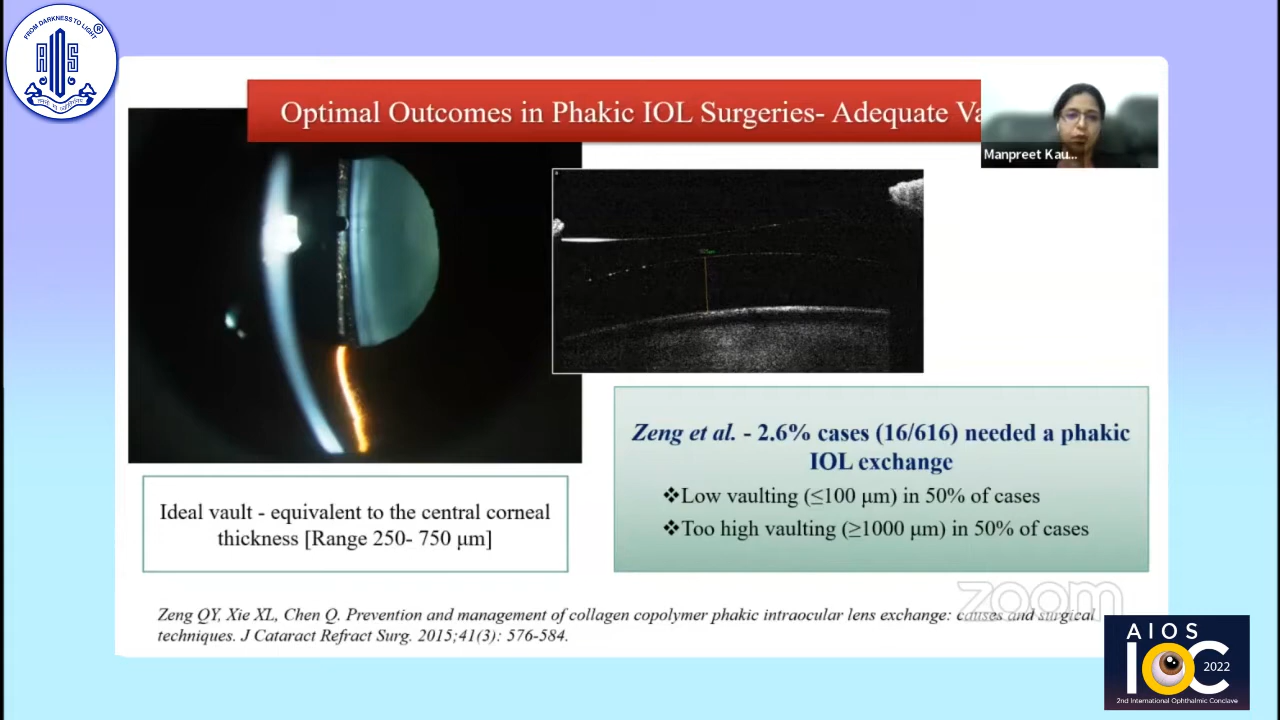 FROM DARKNESS TO LIGHT
®
AIOS
Optimal Outcomes in Phakic IOL Surgeries- Adequate Va
Manpreet Kau...
Zeng et al. - 2.6% cases (16/616) needed a phakic
IOL exchange
❖Low vaulting (≤100 μm) in 50% of cases
❖Too high vaulting (≥1000 μm) in 50% of cases
Ideal vault - equivalent to the central corneal
thickness [Range 250- 750 μm]
Zeng QY, Xie XL, Chen Q. Prevention and management of collagen copolymer phakic intraocular lens exchange: causes and surgical
techniques. J Cataract Refract Surg. 2015;41(3): 576-584.
zoom
AIOS
IOC
2022
2nd International Ophthalmic Conclave